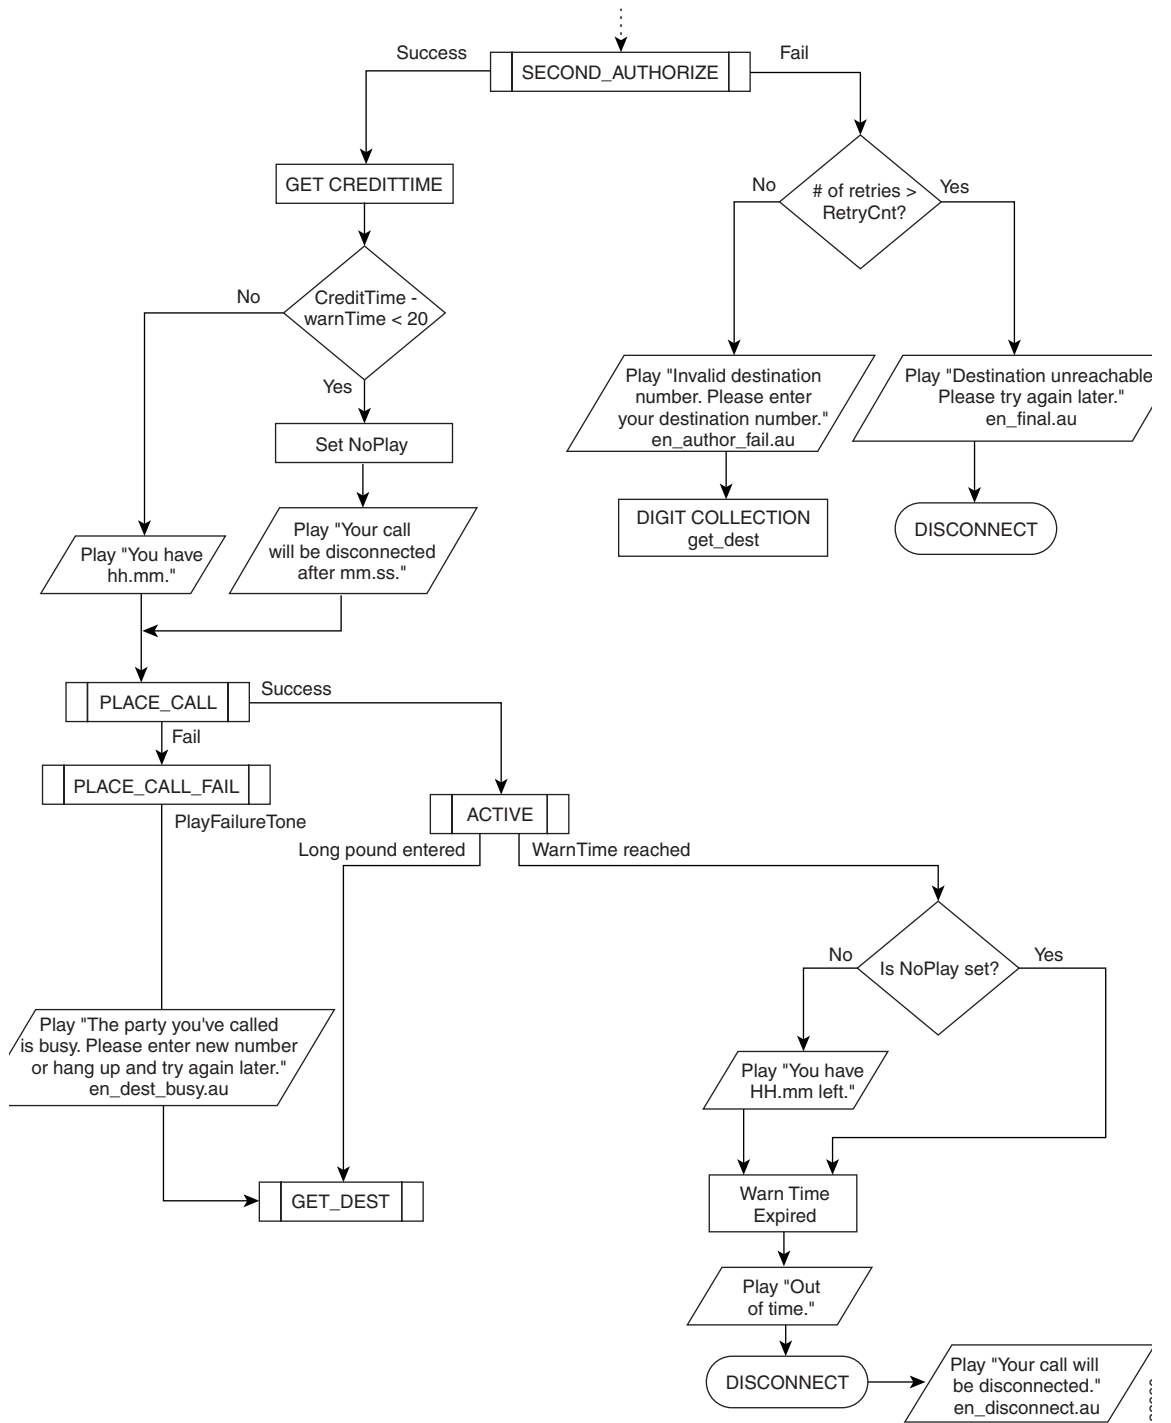 Success
SECOND_AUTHORIZE
Fail
GET CREDITTIME
No
# of retries >
RetryCnt?
Yes
No
CreditTime -
warnTime < 20
Yes
Play "Invalid destination
number. Please enter
your destination number."
en_author_fail.au
Play "Destination unreachable
Please try again later."
en_final.au
Set NoPlay
DIGIT COLLECTION
get_dest
DISCONNECT
Play "You have
hh.mm."
Play "Your call
will be disconnected
after mm.ss."
PLACE_CALL
Success
Fail
PLACE_CALL_FAIL
PlayFailureTone
ACTIVE
Long pound entered
WarnTime reached
No
Is NoPlay set?
Yes
Play "The party you've called
is busy. Please enter new number
or hang up and try again later."
en_dest_busy.au
Play "You have
HH.mm left."
GET_DEST
Warn Time
Expired
Play "Out
of time."
DISCONNECT
Play "Your call will
be disconnected."
en_disconnect.au